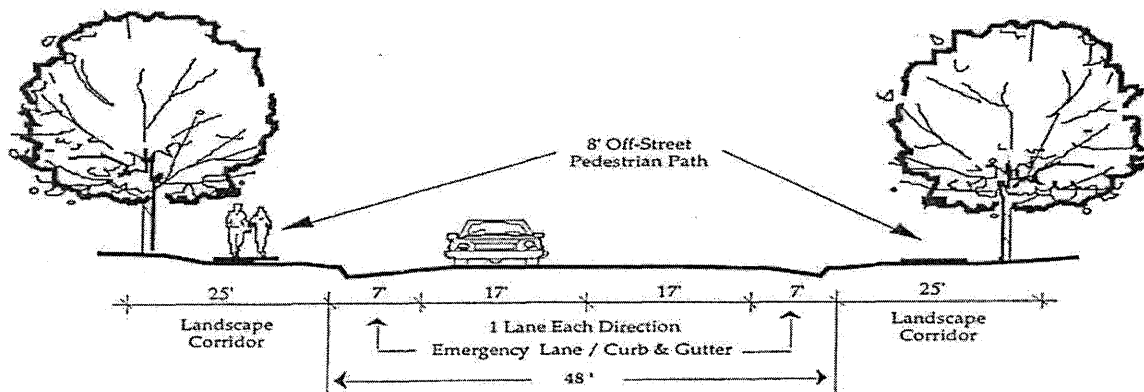 8' Off-Street
Pedestrian Path
25' 7' 17' 17' 7' 25'
Landscape
Corridor
1 Lane Each Direction
Landscape
Corridor
Emergency Lane / Curb & Gutter
48'